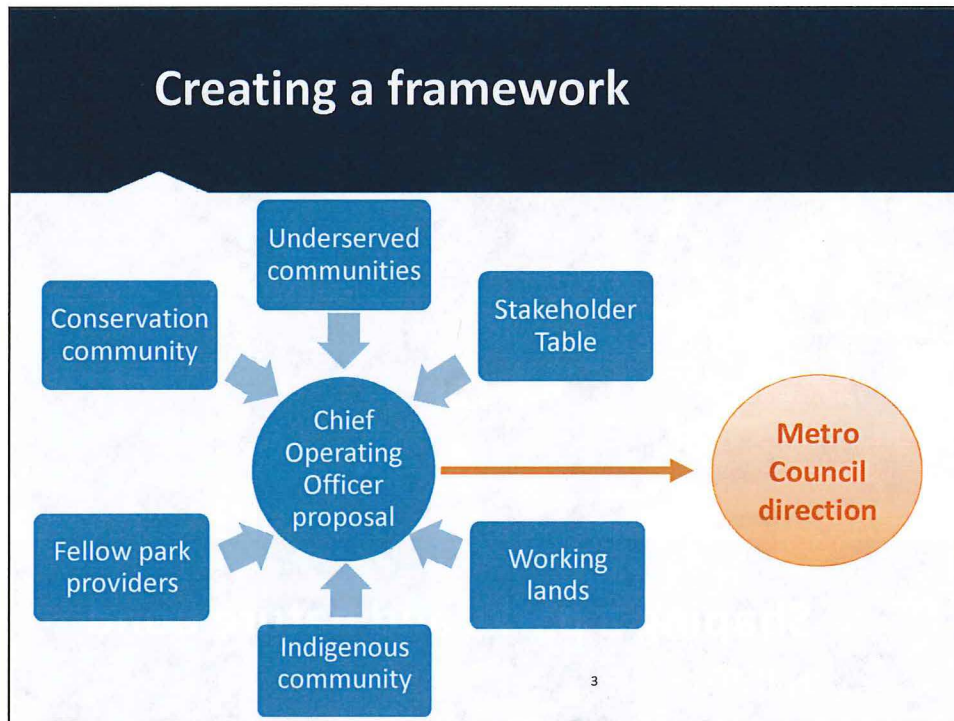 Creating a framework
Underserved
communities
Conservation
community
Stakeholder
Table
Chief
Operating
Officer
proposal
Metro
Council
direction
Fellow park
providers
Working
lands
Indigenous
community
3